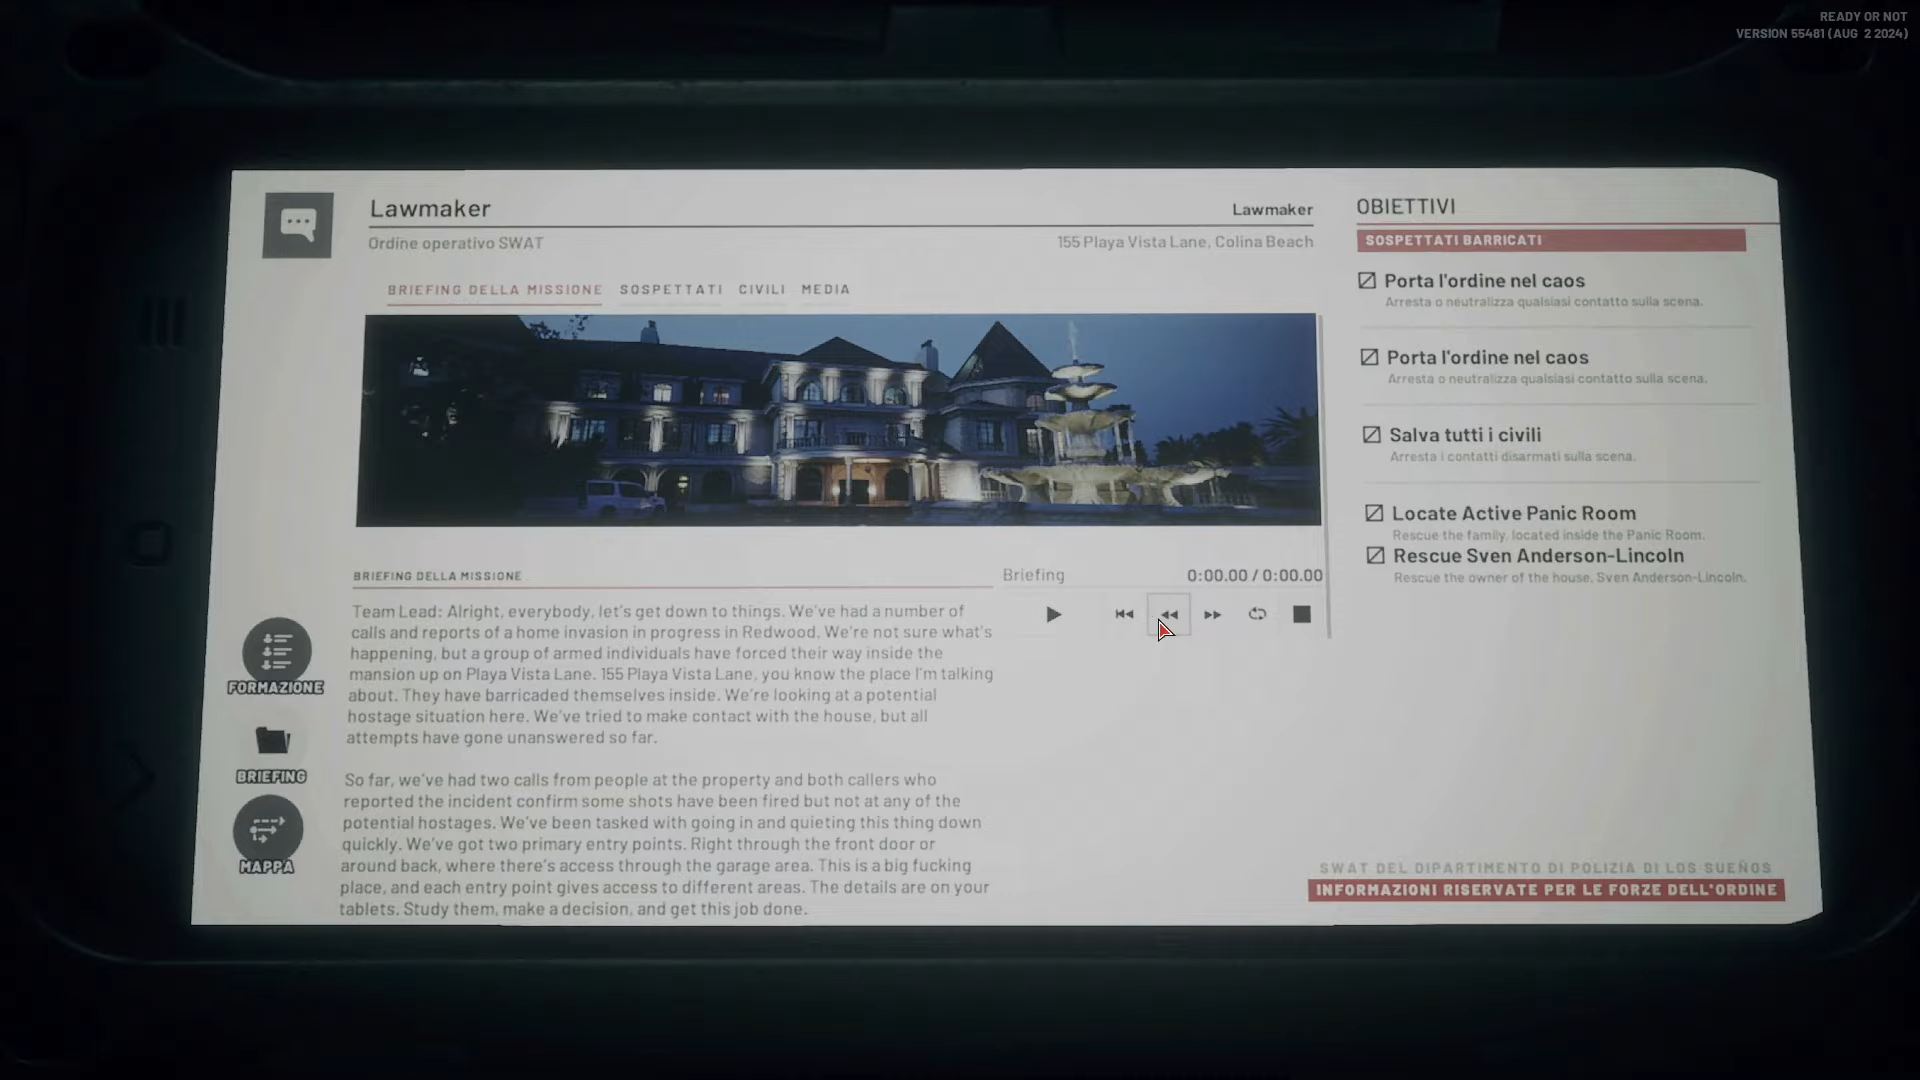 READY OR NOT
VERSION 55481 (AUG 2 2024)
Lawmaker
Lawmaker
Ordine operativo SWAT
155 Playa Vista Lane, Colina Beach
BRIEFING DELLA MISSIONE
SOSPETTATI
CIVILI
MEDIA
BRIEFING DELLA MISSIONE
Team Lead: Alright, everybody, let's get down to things. We've had a number of
calls and reports of a home invasion in progress in Redwood. We're not sure what's
happening, but a group of armed individuals have forced their way inside the
mansion up on Playa Vista Lane. 155 Playa Vista Lane, you know the place I'm talking
about. They have barricaded themselves inside. We're looking at a potential
hostage situation here. We've tried to make contact with the house, but all
attempts have gone unanswered so far.
So far, we've had two calls from people at the property and both callers who
reported the incident confirm some shots have been fired but not at any of the
potential hostages. We've been tasked with going in and quieting this thing down
quickly. We've got two primary entry points. Right through the front door or
around back, where there's access through the garage area. This is a big fucking
place, and each entry point gives access to different areas. The details are on your
tablets. Study them, make a decision, and get this job done.
Briefing
0:00.00 / 0:00.00
FORMAZIONE
BRIEFING
MAPPA
OBIETTIVI
SOSPETTATI BARRICATI
Porta l'ordine nel caos
Arresta o neutralizza qualsiasi contatto sulla scena.
Porta l'ordine nel caos
Arresta o neutralizza qualsiasi contatto sulla scena.
Salva tutti i civili
Arresta i contatti disarmati sulla scena.
Locate Active Panic Room
Rescue the family, located inside the Panic Room.
Rescue Sven Anderson-Lincoln
Rescue the owner of the house, Sven Anderson-Lincoln.
SWAT DEL DIPARTIMENTO DI POLIZIA DI LOS SUEÑOS
INFORMAZIONI RISERVATE PER LE FORZE DELL'ORDINE